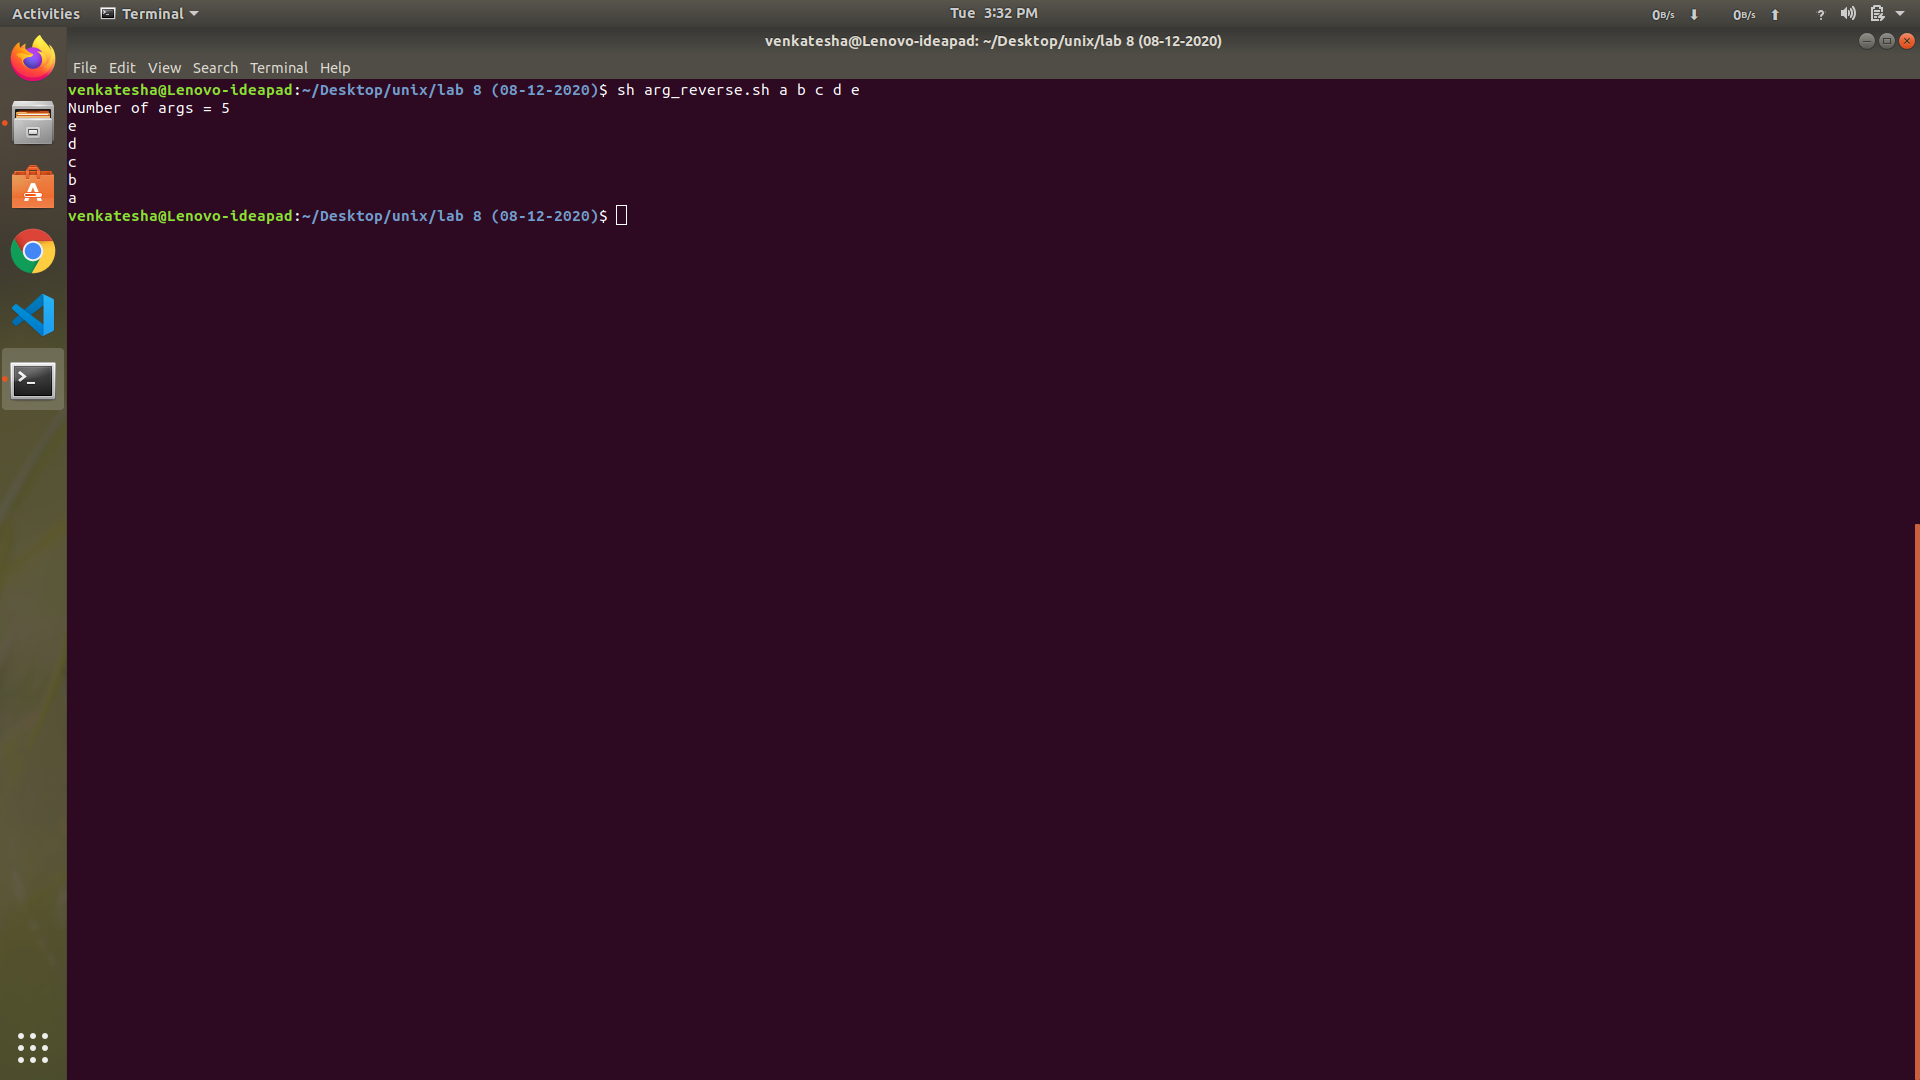 Activities Terminal Tue 3:32 PM 0B/s 0B/s ?
venkatesha@Lenovo-ideapad: ~/Desktop/unix/lab 8 (08-12-2020)
File Edit View Search Terminal Help
venkatesha@Lenovo-ideapad:~/Desktop/unix/lab 8 (08-12-2020)$ sh arg_reverse.sh a b c d e
Number of args = 5
e
d
c
b
a
venkatesha@Lenovo-ideapad:~/Desktop/unix/lab 8 (08-12-2020)$